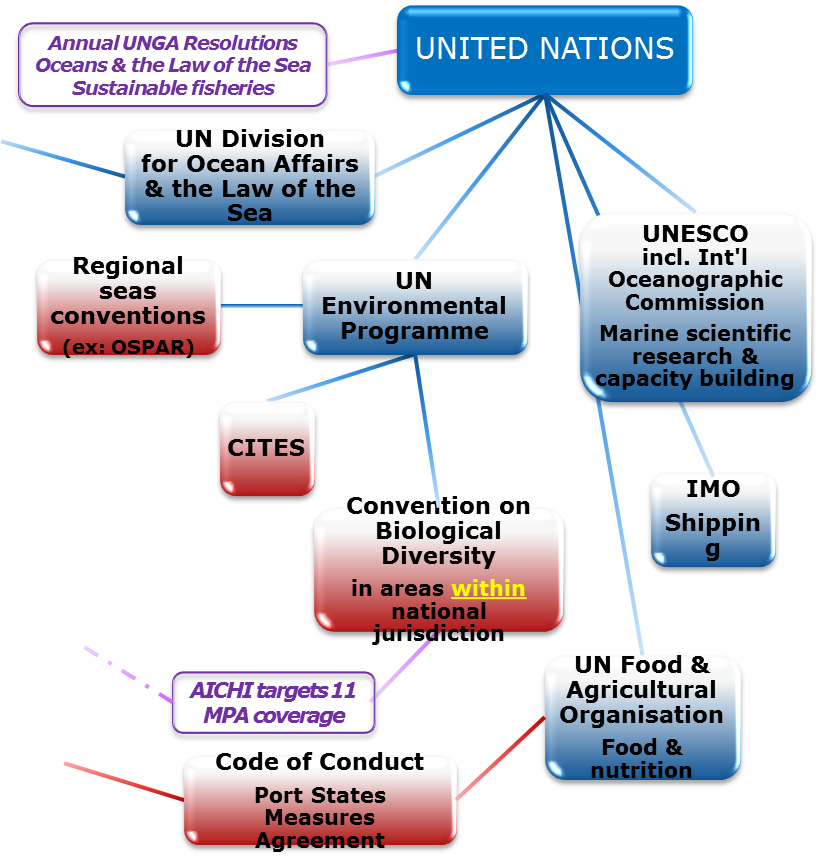 Annual UNGA Resolutions
Oceans & the Law of the Sea
Sustainable fisheries
UNITED NATIONS
UN Division
for Ocean Affairs
& the Law of the
Sea
UNESCO
incl. Int'l
Oceanographic
Commission
Marine scientific
research &
capacity building
Regional
seas
conventions
(ex: OSPAR)
UN
Environmental
Programme
CITES
IMO
Shippin
g
Convention on
Biological
Diversity
in areas within
national
jurisdiction
AICHI targets 11
MPA coverage
UN Food &
Agricultural
Organisation
Food &
nutrition
Code of Conduct
Port States
Measures
Agreement